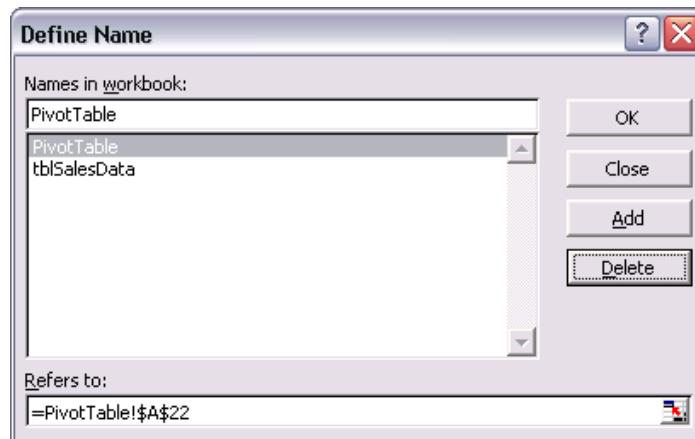 Define Name
Names in workbook:
PivotTable
OK
PivotTable
tblSalesData
Close
Add
Delete
Refers to:
=PivotTable!$A$22